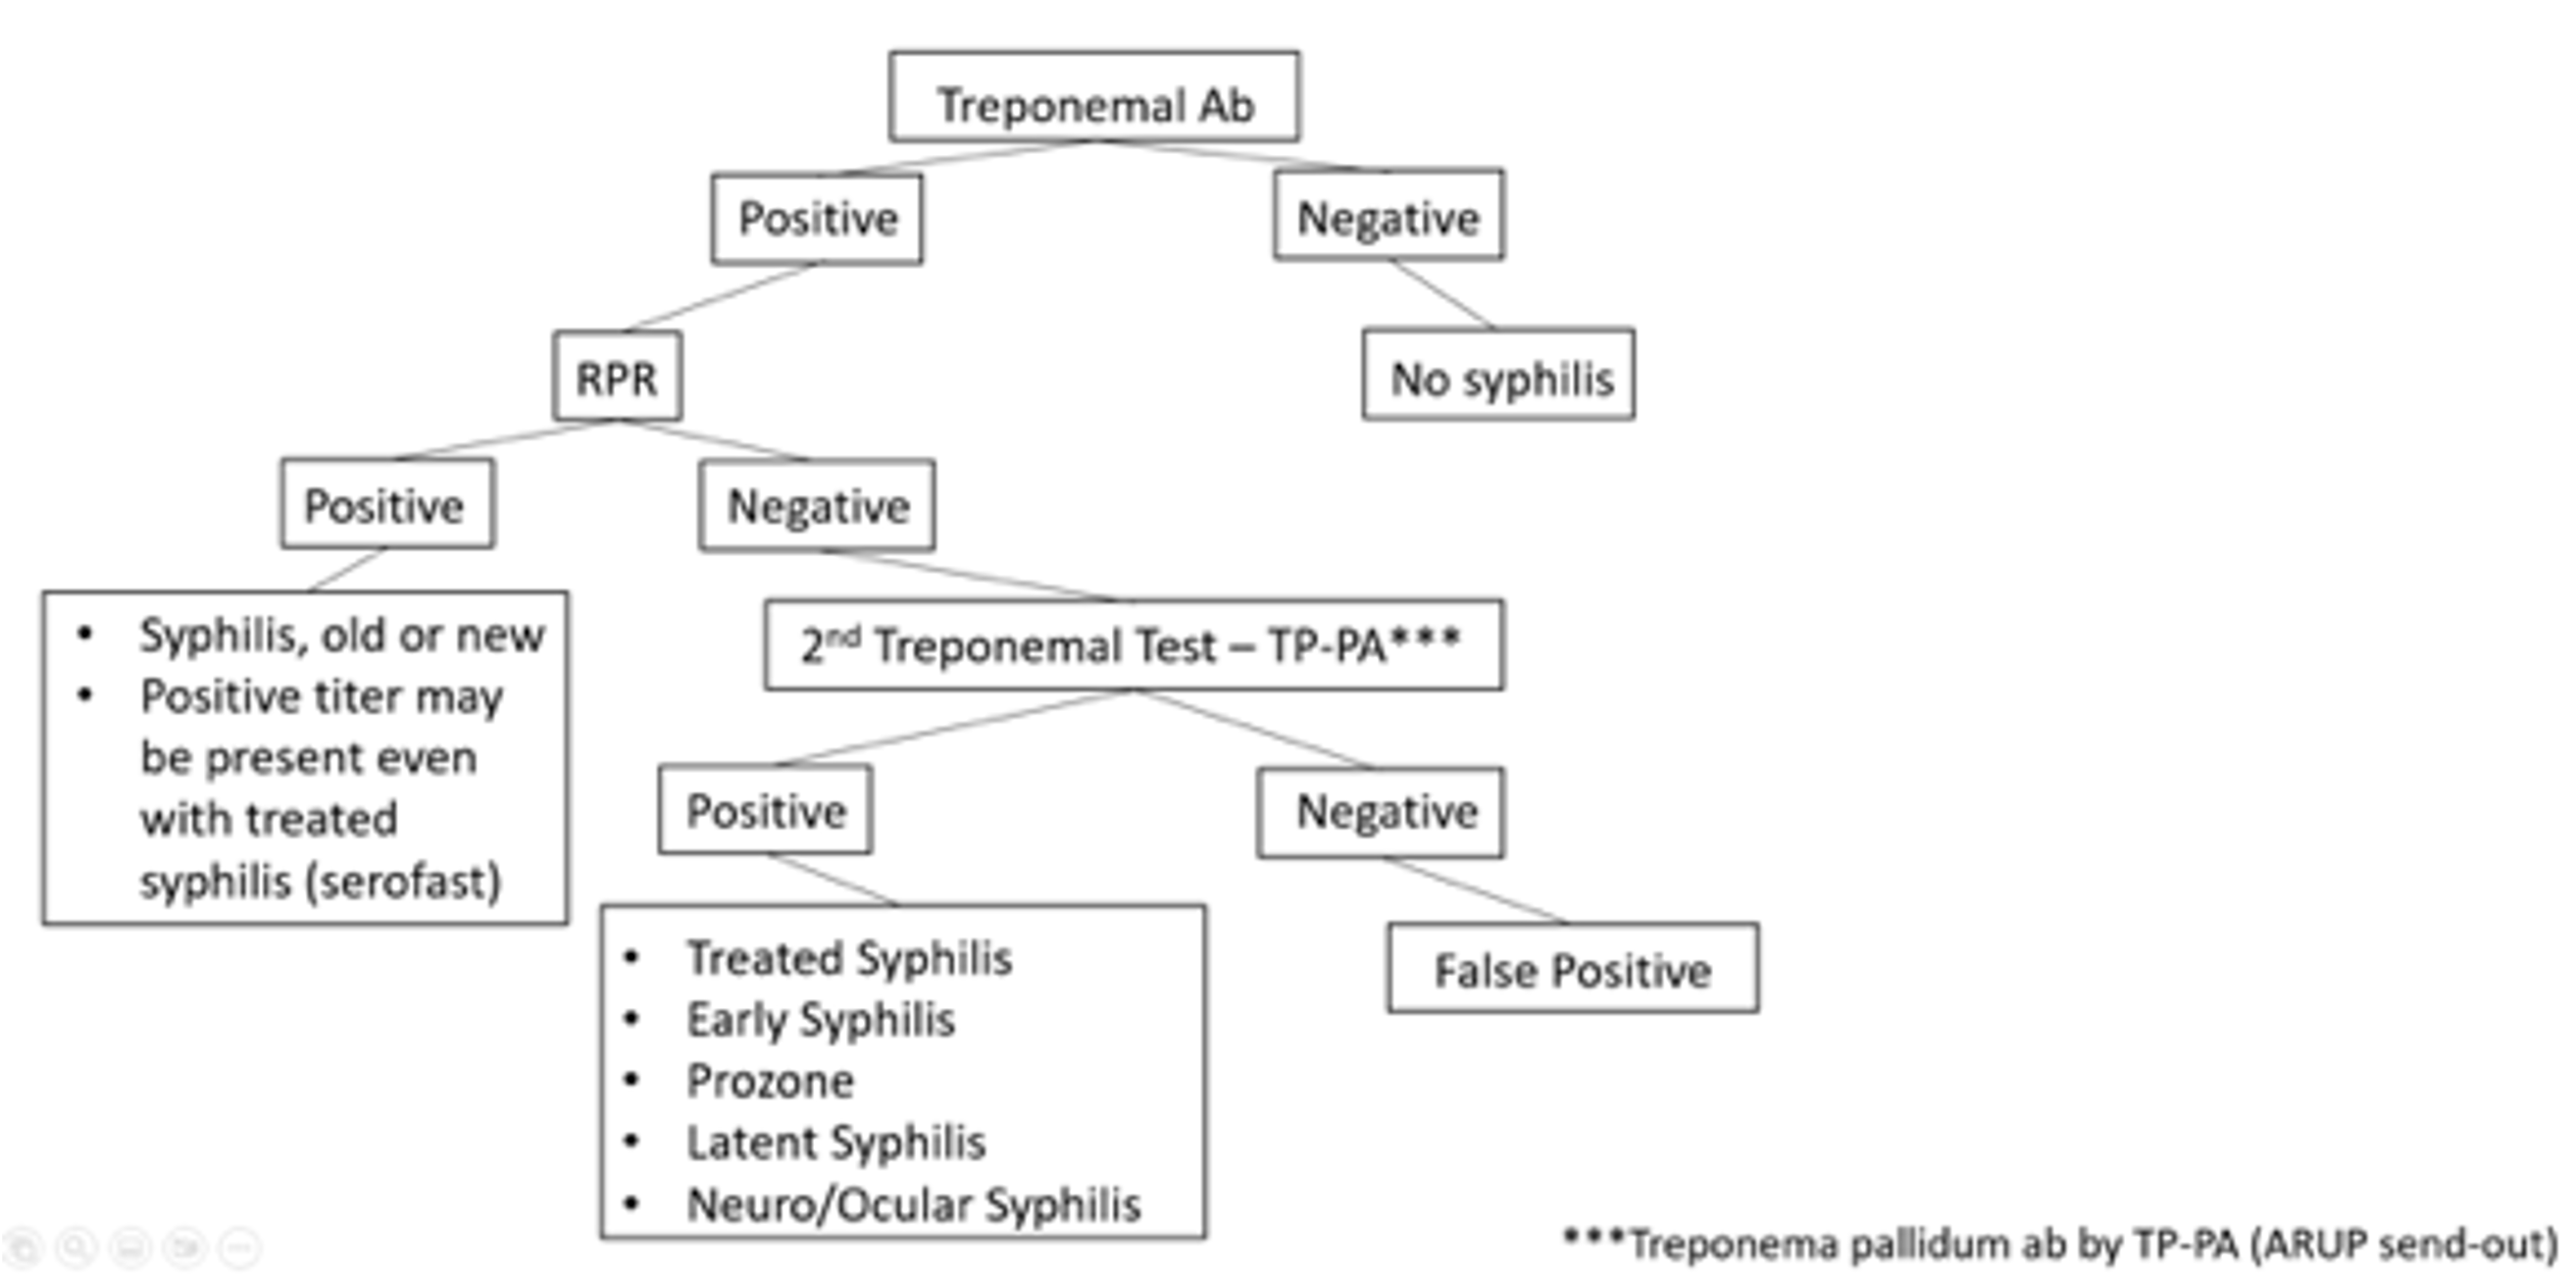 Treponemal Ab
Positive
Negative
RPR
No syphilis
Positive
Negative
• Syphilis, old or new
• Positive titer may
be present even
with treated
syphilis (serofast)
2nd Treponemal Test – TP-PA***
Positive
Negative
• Treated Syphilis
• Early Syphilis
• Prozone
• Latent Syphilis
• Neuro/Ocular Syphilis
False Positive
***Treponema pallidum ab by TP-PA (ARUP send-out)